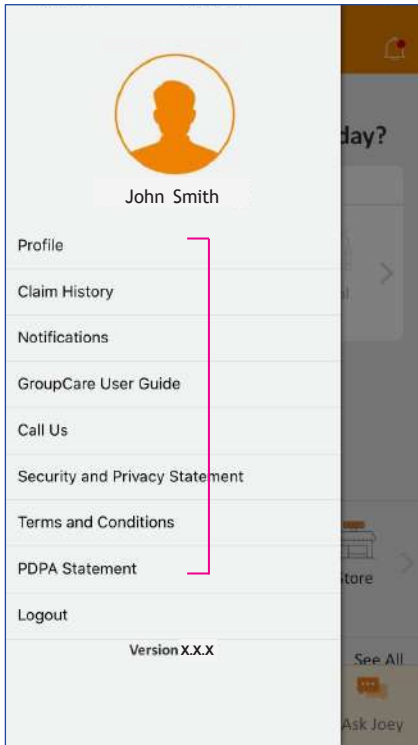 day?
John Smith
Profile
Claim History
Notifications
GroupCare User Guide
Call Us
Security and Privacy Statement
Terms and Conditions
PDPA Statement
Logout
Version X.X.X
See All
Ask Joey